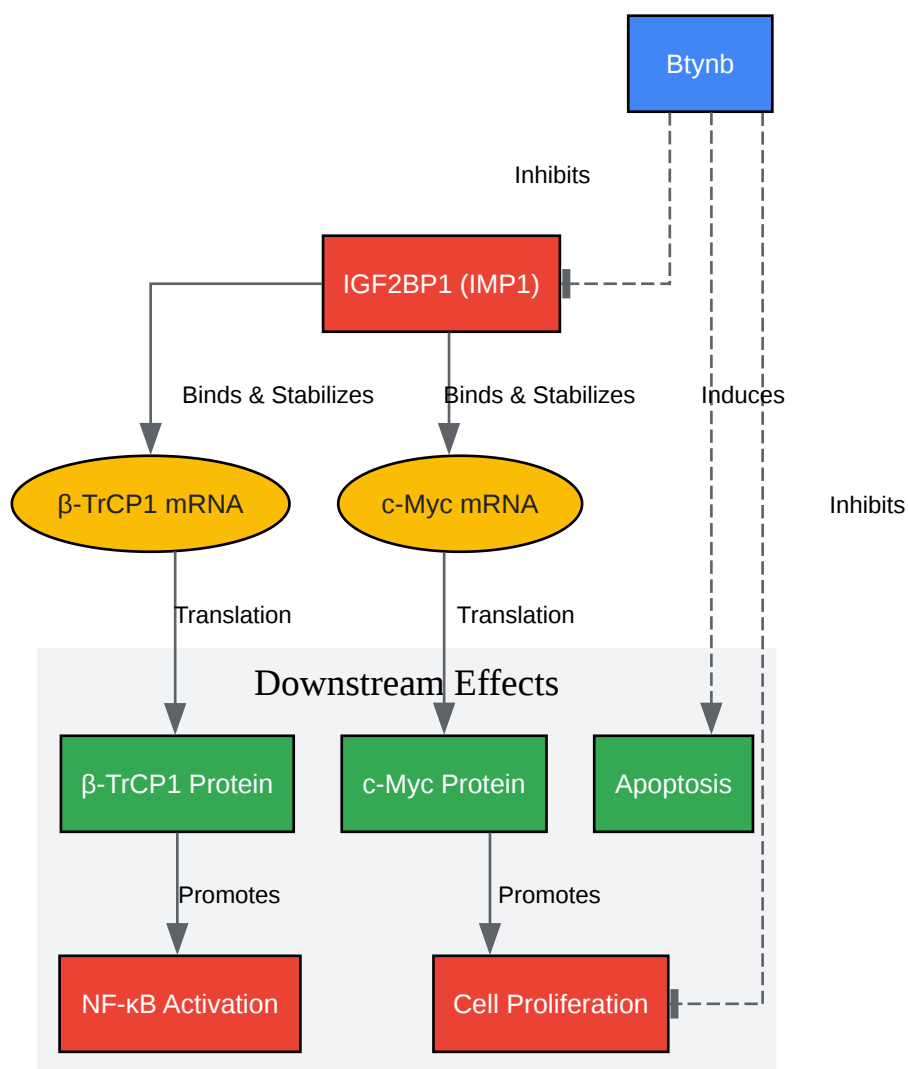 Btynb
Inhibits
IGF2BP1 (IMP1)
Binds & Stabilizes
Binds & Stabilizes
Induces
β-TrCP1 mRNA
c-Myc mRNA
Inhibits
Translation
Translation
Downstream Effects
β-TrCP1 Protein
c-Myc Protein
Apoptosis
Promotes
Promotes
NF-κB Activation
Cell Proliferation